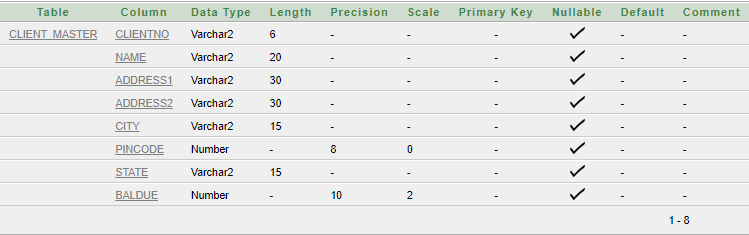 Table Column Data Type Length Precision Scale Primary Key Nullable Default Comment
CLIENT_MASTER CLIENTNO Varchar2 6 - - - ✓ - -
NAME Varchar2 20 - - - ✓ - -
ADDRESS1 Varchar2 30 - - - ✓ - -
ADDRESS2 Varchar2 30 - - - ✓ - -
CITY Varchar2 15 - - - ✓ - -
PINCODE Number - 8 0 - ✓ - -
STATE Varchar2 15 - - - ✓ - -
BALDUE Number - 10 2 - ✓ - -
1 - 8